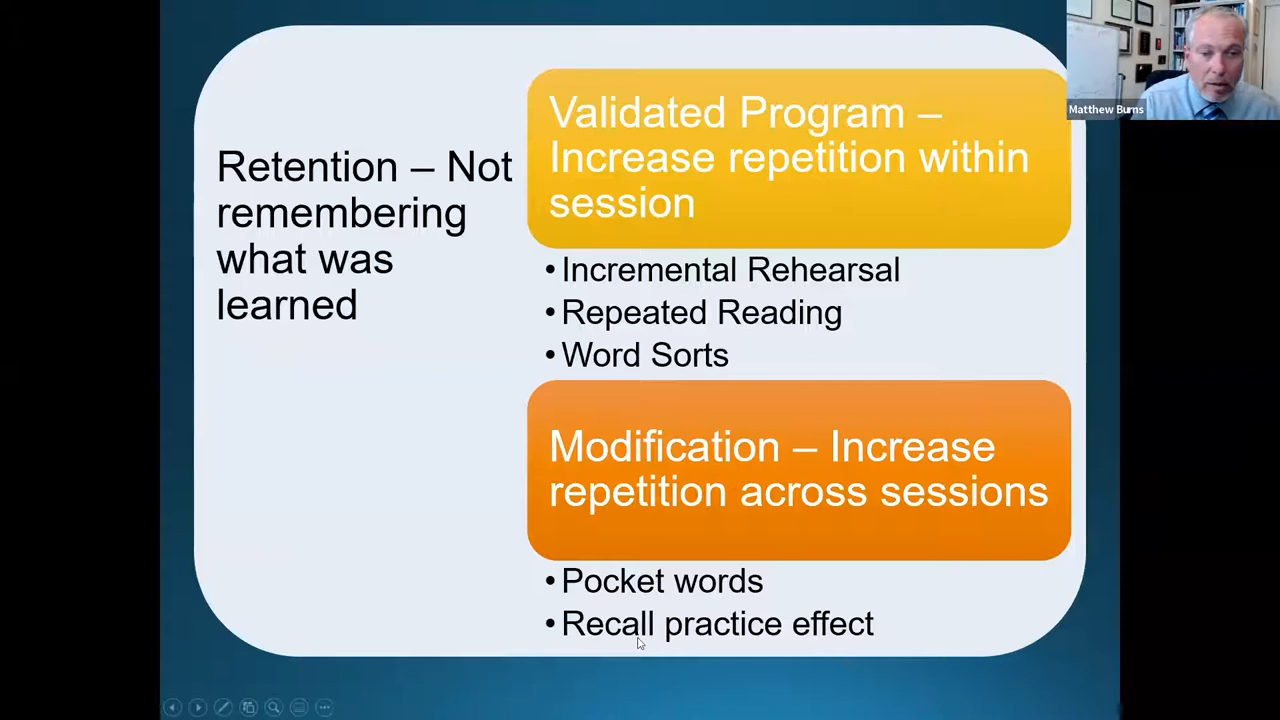 Retention – Not
remembering
what was
learned
Validated Program –
Increase repetition within
session
• Incremental Rehearsal
• Repeated Reading
• Word Sorts
Modification – Increase
repetition across sessions
• Pocket words
• Recall practice effect
Matthew Burns